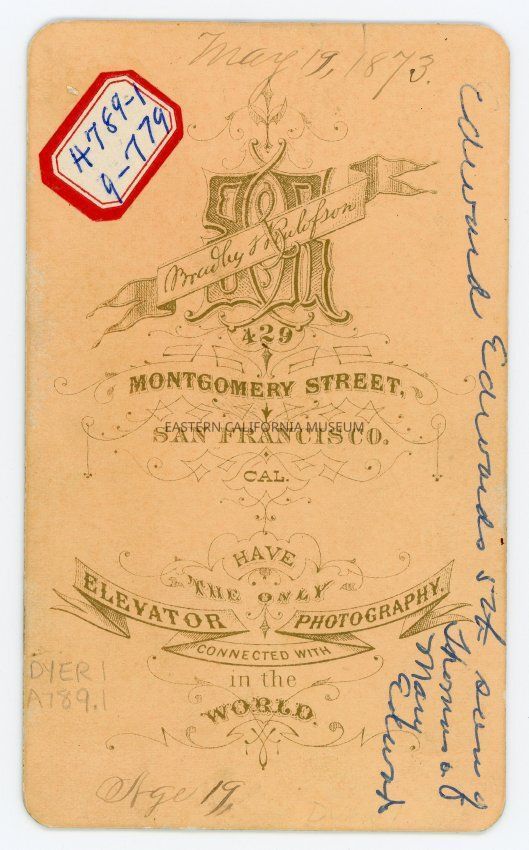 May 19, 1873.
A789-1
9-779
Bradley & Rulofson
429
MONTGOMERY STREET,
EASTERN CALIFORNIA MUSEUM
SAN FRANCISCO.
CAL.
HAVE
THE ONLY
ELEVATOR PHOTOGRAPHY.
CONNECTED WITH
in the
WORLD.
DYER 1
A789.1
Age 19,
Edward Edwards 5th son of
Thomas &
Mary
Edwards